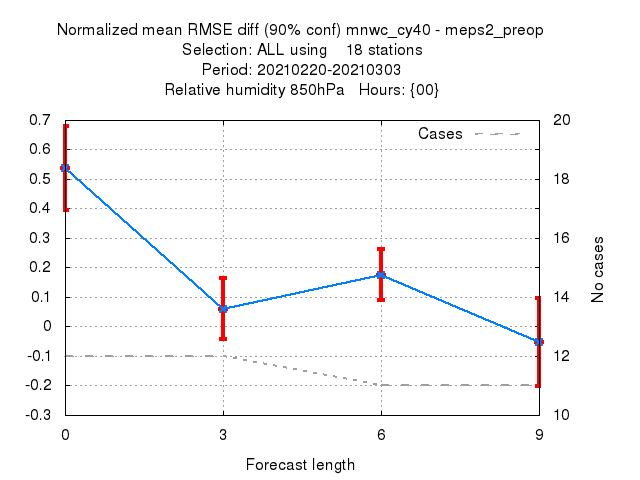 Normalized mean RMSE diff (90% conf) mnwc_cy40 - meps2_preop
Selection: ALL using    18 stations
Period: 20210220-20210303
Relative humidity 850hPa   Hours: {00}
Cases
0.7
0.6
0.5
0.4
0.3
0.2
0.1
0
-0.1
-0.2
-0.3
20
18
16
14
12
10
No cases
0 3 6 9
Forecast length